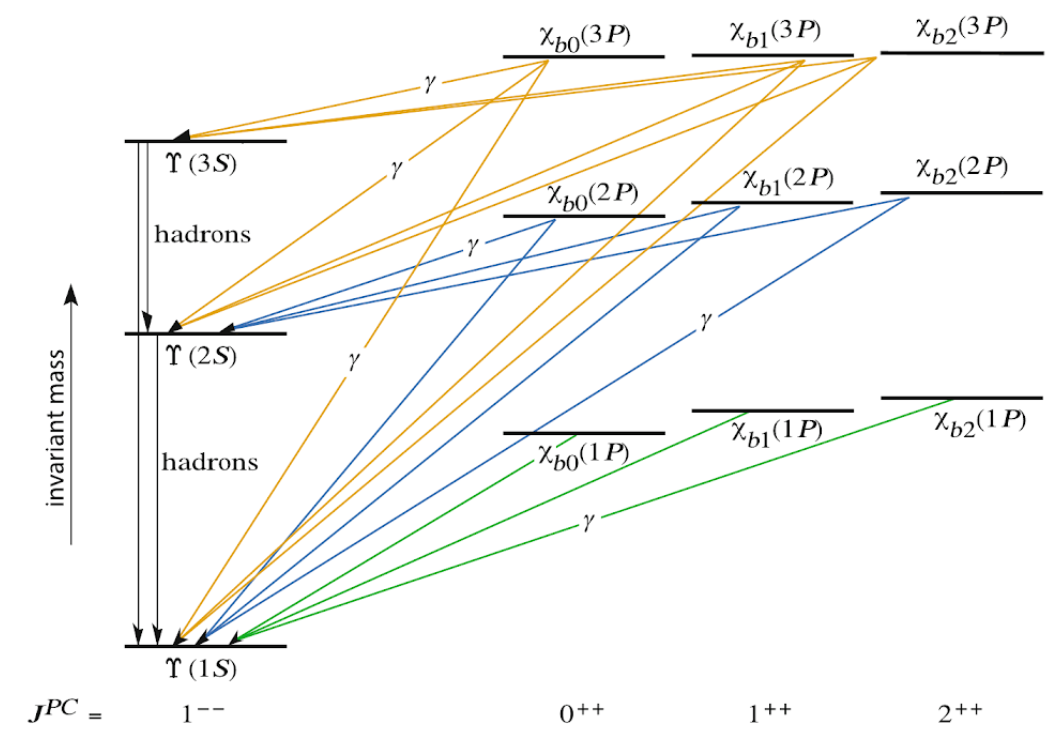 χb0(3P)
χb1(3P)
χb2(3P)
γ
ϒ (3S)
γ
χb0(2P)
χb1(2P)
χb2(2P)
hadrons
γ
γ
ϒ (2S)
γ
invariant mass
χb0(1P)
χb1(1P)
χb2(1P)
hadrons
γ
ϒ (1S)
J^PC = 1^-- 0^++ 1^++ 2^++